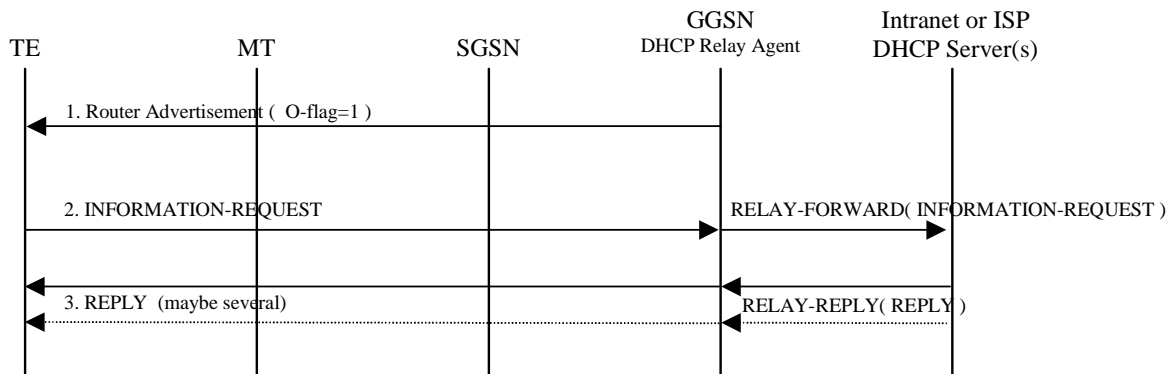 GGSN
Intranet or ISP
TE
MT
SGSN
DHCP Relay Agent
DHCP Server(s)
1. Router Advertisement ( O-flag=1 )
2. INFORMATION-REQUEST
RELAY-FORWARD( INFORMATION-REQUEST )
3. REPLY (maybe several)
RELAY-REPLY( REPLY )